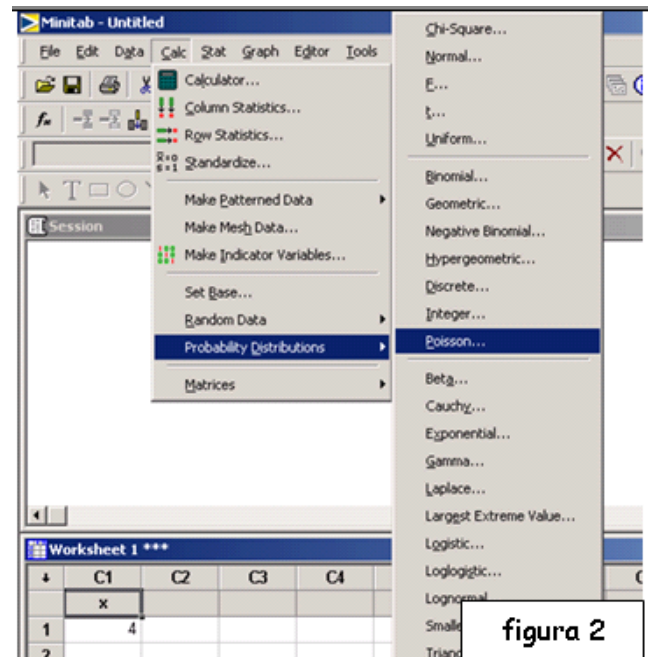 Minitab - Untitled
File Edit Data Calc Stat Graph Editor Tools
Calculator...
Column Statistics...
Row Statistics...
Standardize...
Make Patterned Data
Make Mesh Data...
Make Indicator Variables...
Set Base...
Random Data
Probability Distributions
Matrices
Chi-Square...
Normal...
F...
t...
Uniform...
Binomial...
Geometric...
Negative Binomial...
Hypergeometric...
Discrete...
Integer...
Poisson...
Beta...
Cauchy...
Exponential...
Gamma...
Laplace...
Largest Extreme Value...
Logistic...
Loglogistic...
Session
Worksheet 1 ***
C1 C2 C3 C4
x
1 4
2
figura 2